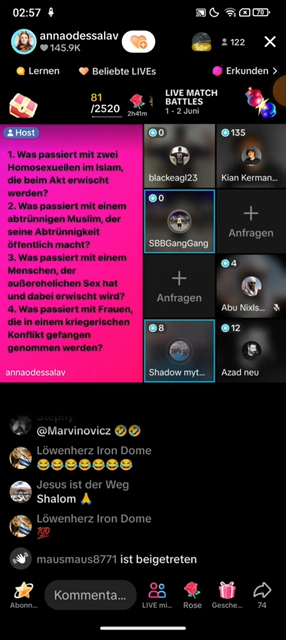 02:57
70
annaodessalav
145.9K
50+
122
Lernen
Beliebte LIVEs
Erkunden
81
/2520
2h41m
LIVE MATCH
BATTLES
1 - 2 Juni
Host
1. Was passiert mit zwei
Homosexuellen im Islam,
die beim Akt erwischt
werden?
2. Was passiert mit einem
abtrünnigen Muslim, der
seine Abtrünnigkeit
öffentlich macht?
3. Was passiert mit einem
Menschen, der
außerehelichen Sex hat
und dabei erwischt wird?
4. Was passiert mit Frauen,
die in einem kriegerischen
Konflikt gefangen
genommen werden?
annaodessalav
0
blackeagl23
135
Kian Kerman...
0
SBBGangGang
Anfragen
Anfragen
4
Abu Nixls...
8
Shadow myt...
12
Azad neu
Stephy
@Marvinovicz 🤣🤣
Löwenherz Iron Dome
😂😂😂😂😂😂😂
Jesus ist der Weg
Shalom 🙏
Löwenherz Iron Dome
💯
mausmaus8771 ist beigetreten
Abonn...
Kommenta...
LIVE mi...
Rose
Gesche...
74